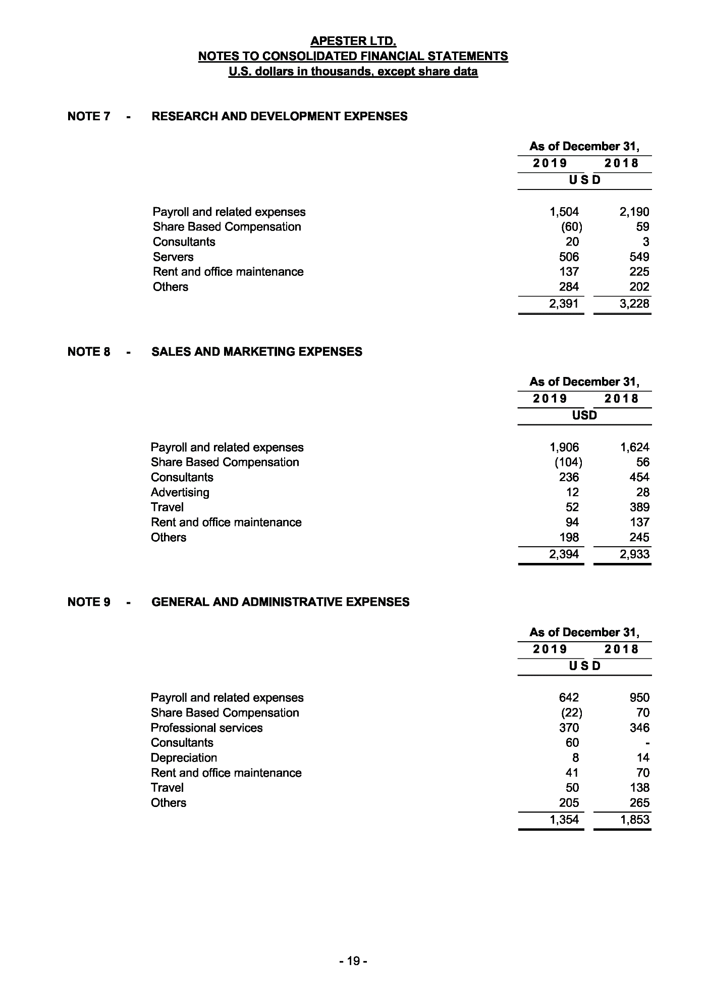 APESTER LTD.
NOTES TO CONSOLIDATED FINANCIAL STATEMENTS
U.S. dollars in thousands, except share data
NOTE 7 - RESEARCH AND DEVELOPMENT EXPENSES
As of December 31,
2019 2018
USD
Payroll and related expenses 1,504 2,190
Share Based Compensation (60) 59
Consultants 20 3
Servers 506 549
Rent and office maintenance 137 225
Others 284 202
2,391 3,228
NOTE 8 - SALES AND MARKETING EXPENSES
As of December 31,
2019 2018
USD
Payroll and related expenses 1,906 1,624
Share Based Compensation (104) 56
Consultants 236 454
Advertising 12 28
Travel 52 389
Rent and office maintenance 94 137
Others 198 245
2,394 2,933
NOTE 9 - GENERAL AND ADMINISTRATIVE EXPENSES
As of December 31,
2019 2018
USD
Payroll and related expenses 642 950
Share Based Compensation (22) 70
Professional services 370 346
Consultants 60 -
Depreciation 8 14
Rent and office maintenance 41 70
Travel 50 138
Others 205 265
1,354 1,853
- 19 -